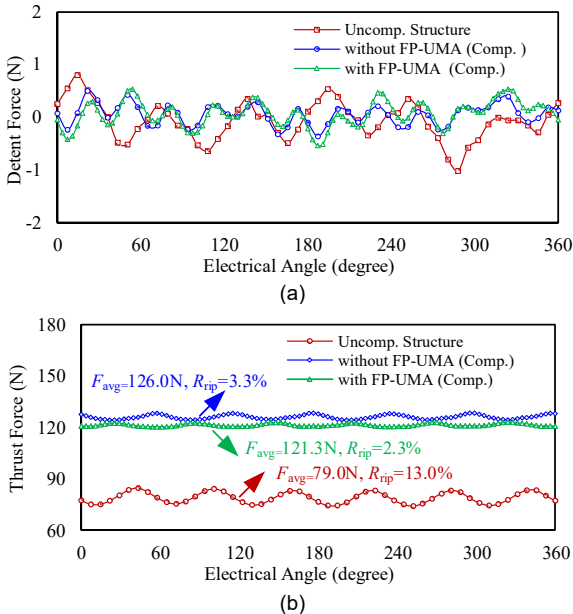 (a)
Detent Force (N)
2
1
0
-1
-2
Uncomp. Structure
without FP-UMA (Comp. )
with FP-UMA (Comp.)
0 60 120 180 240 300 360
Electrical Angle (degree)
(a)
Thrust Force (N)
180
150
120
90
60
Uncomp. Structure
without FP-UMA (Comp.)
with FP-UMA (Comp.)
Favg=126.0N, Rrip=3.3%
Favg=121.3N, Rrip=2.3%
Favg=79.0N, Rrip=13.0%
0 60 120 180 240 300 360
Electrical Angle (degree)
(b)